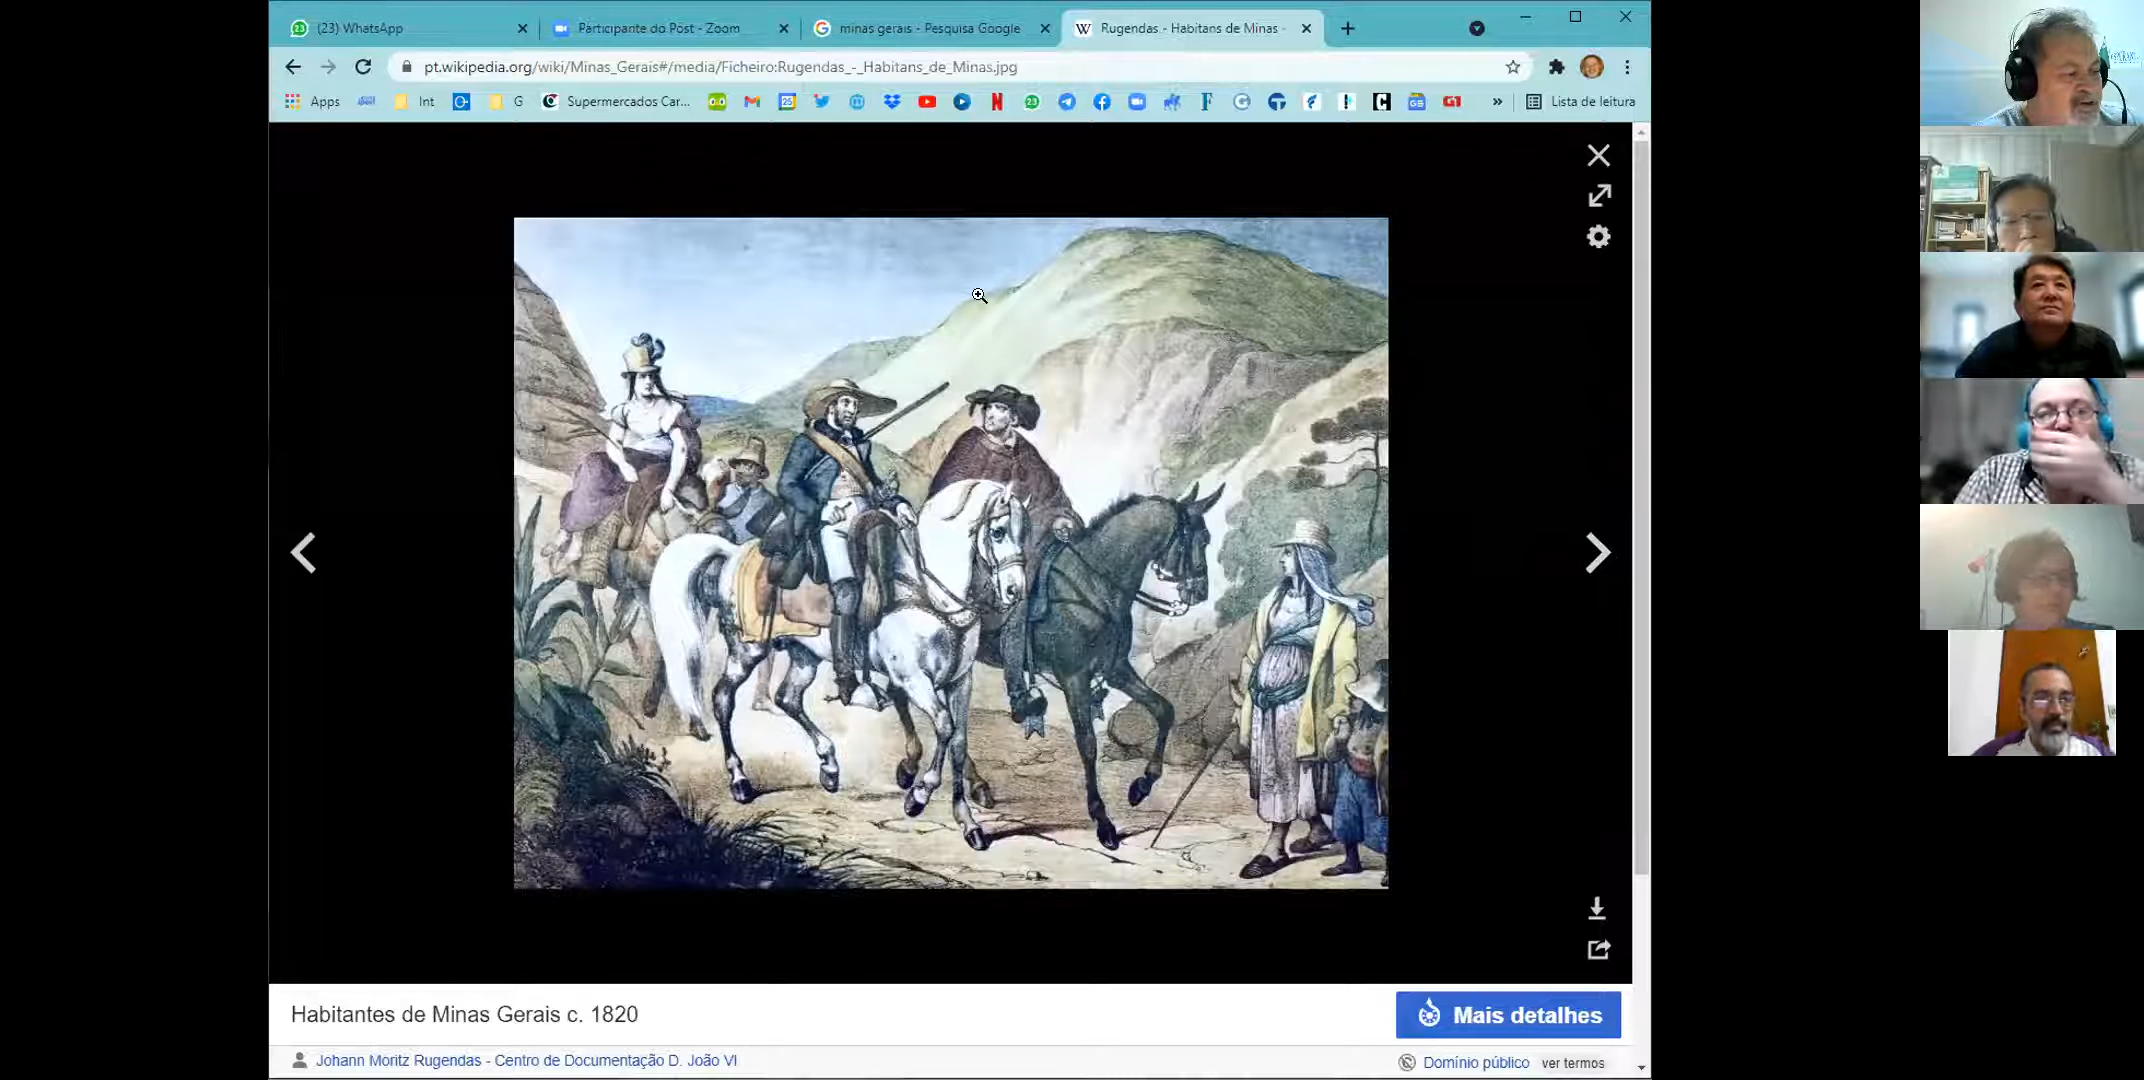 (23) WhatsApp
Participante do Post - Zoom
minas gerais - Pesquisa Google
Rugendas - Habitans de Minas -
pt.wikipedia.org/wiki/Minas_Gerais#/media/Ficheiro:Rugendas_-_Habitans_de_Minas.jpg
Apps
Int
G
Supermercados Car...
Lista de leitura
Habitantes de Minas Gerais c. 1820
Mais detalhes
Johann Moritz Rugendas - Centro de Documentação D. João VI
Domínio público
ver termos